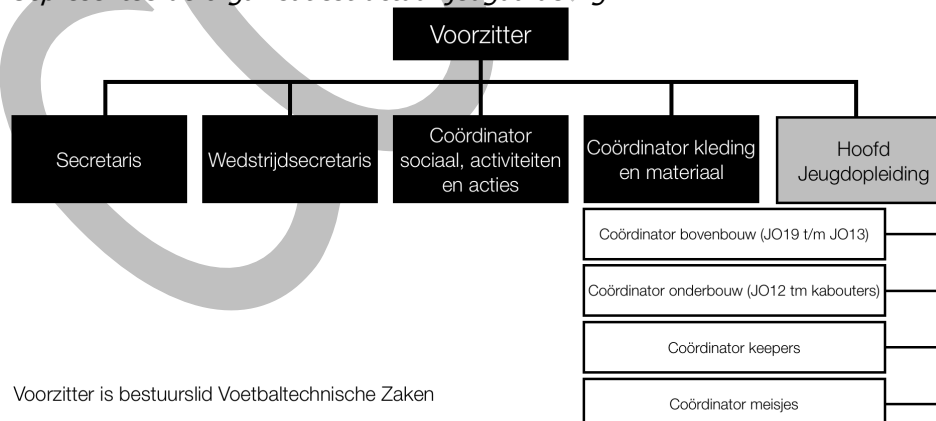 Voorzitter
Secretaris
Wedstrijdsecretaris
Coördinator
sociaal, activiteiten
en acties
Coördinator kleding
en materiaal
Hoofd
Jeugdopleiding
Coördinator bovenbouw (JO19 t/m JO13)
Coördinator onderbouw (JO12 tm kabouters)
Coördinator keepers
Coördinator meisjes
Voorzitter is bestuurslid Voetbaltechnische Zaken